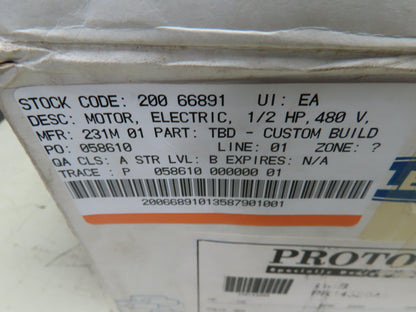 STOCK CODE: 200 66891 UI: EA
DESC: MOTOR, ELECTRIC, 1/2 HP, 480 V,
MFR: 231M 01 PART: TBD - CUSTOM BUILD
PO: 058610 LINE: 01 ZONE: ?
QA CLS: A STR LVL: B EXPIRES: N/A
TRACE : P 058610 000000 01
20066891013587901001
PROTO